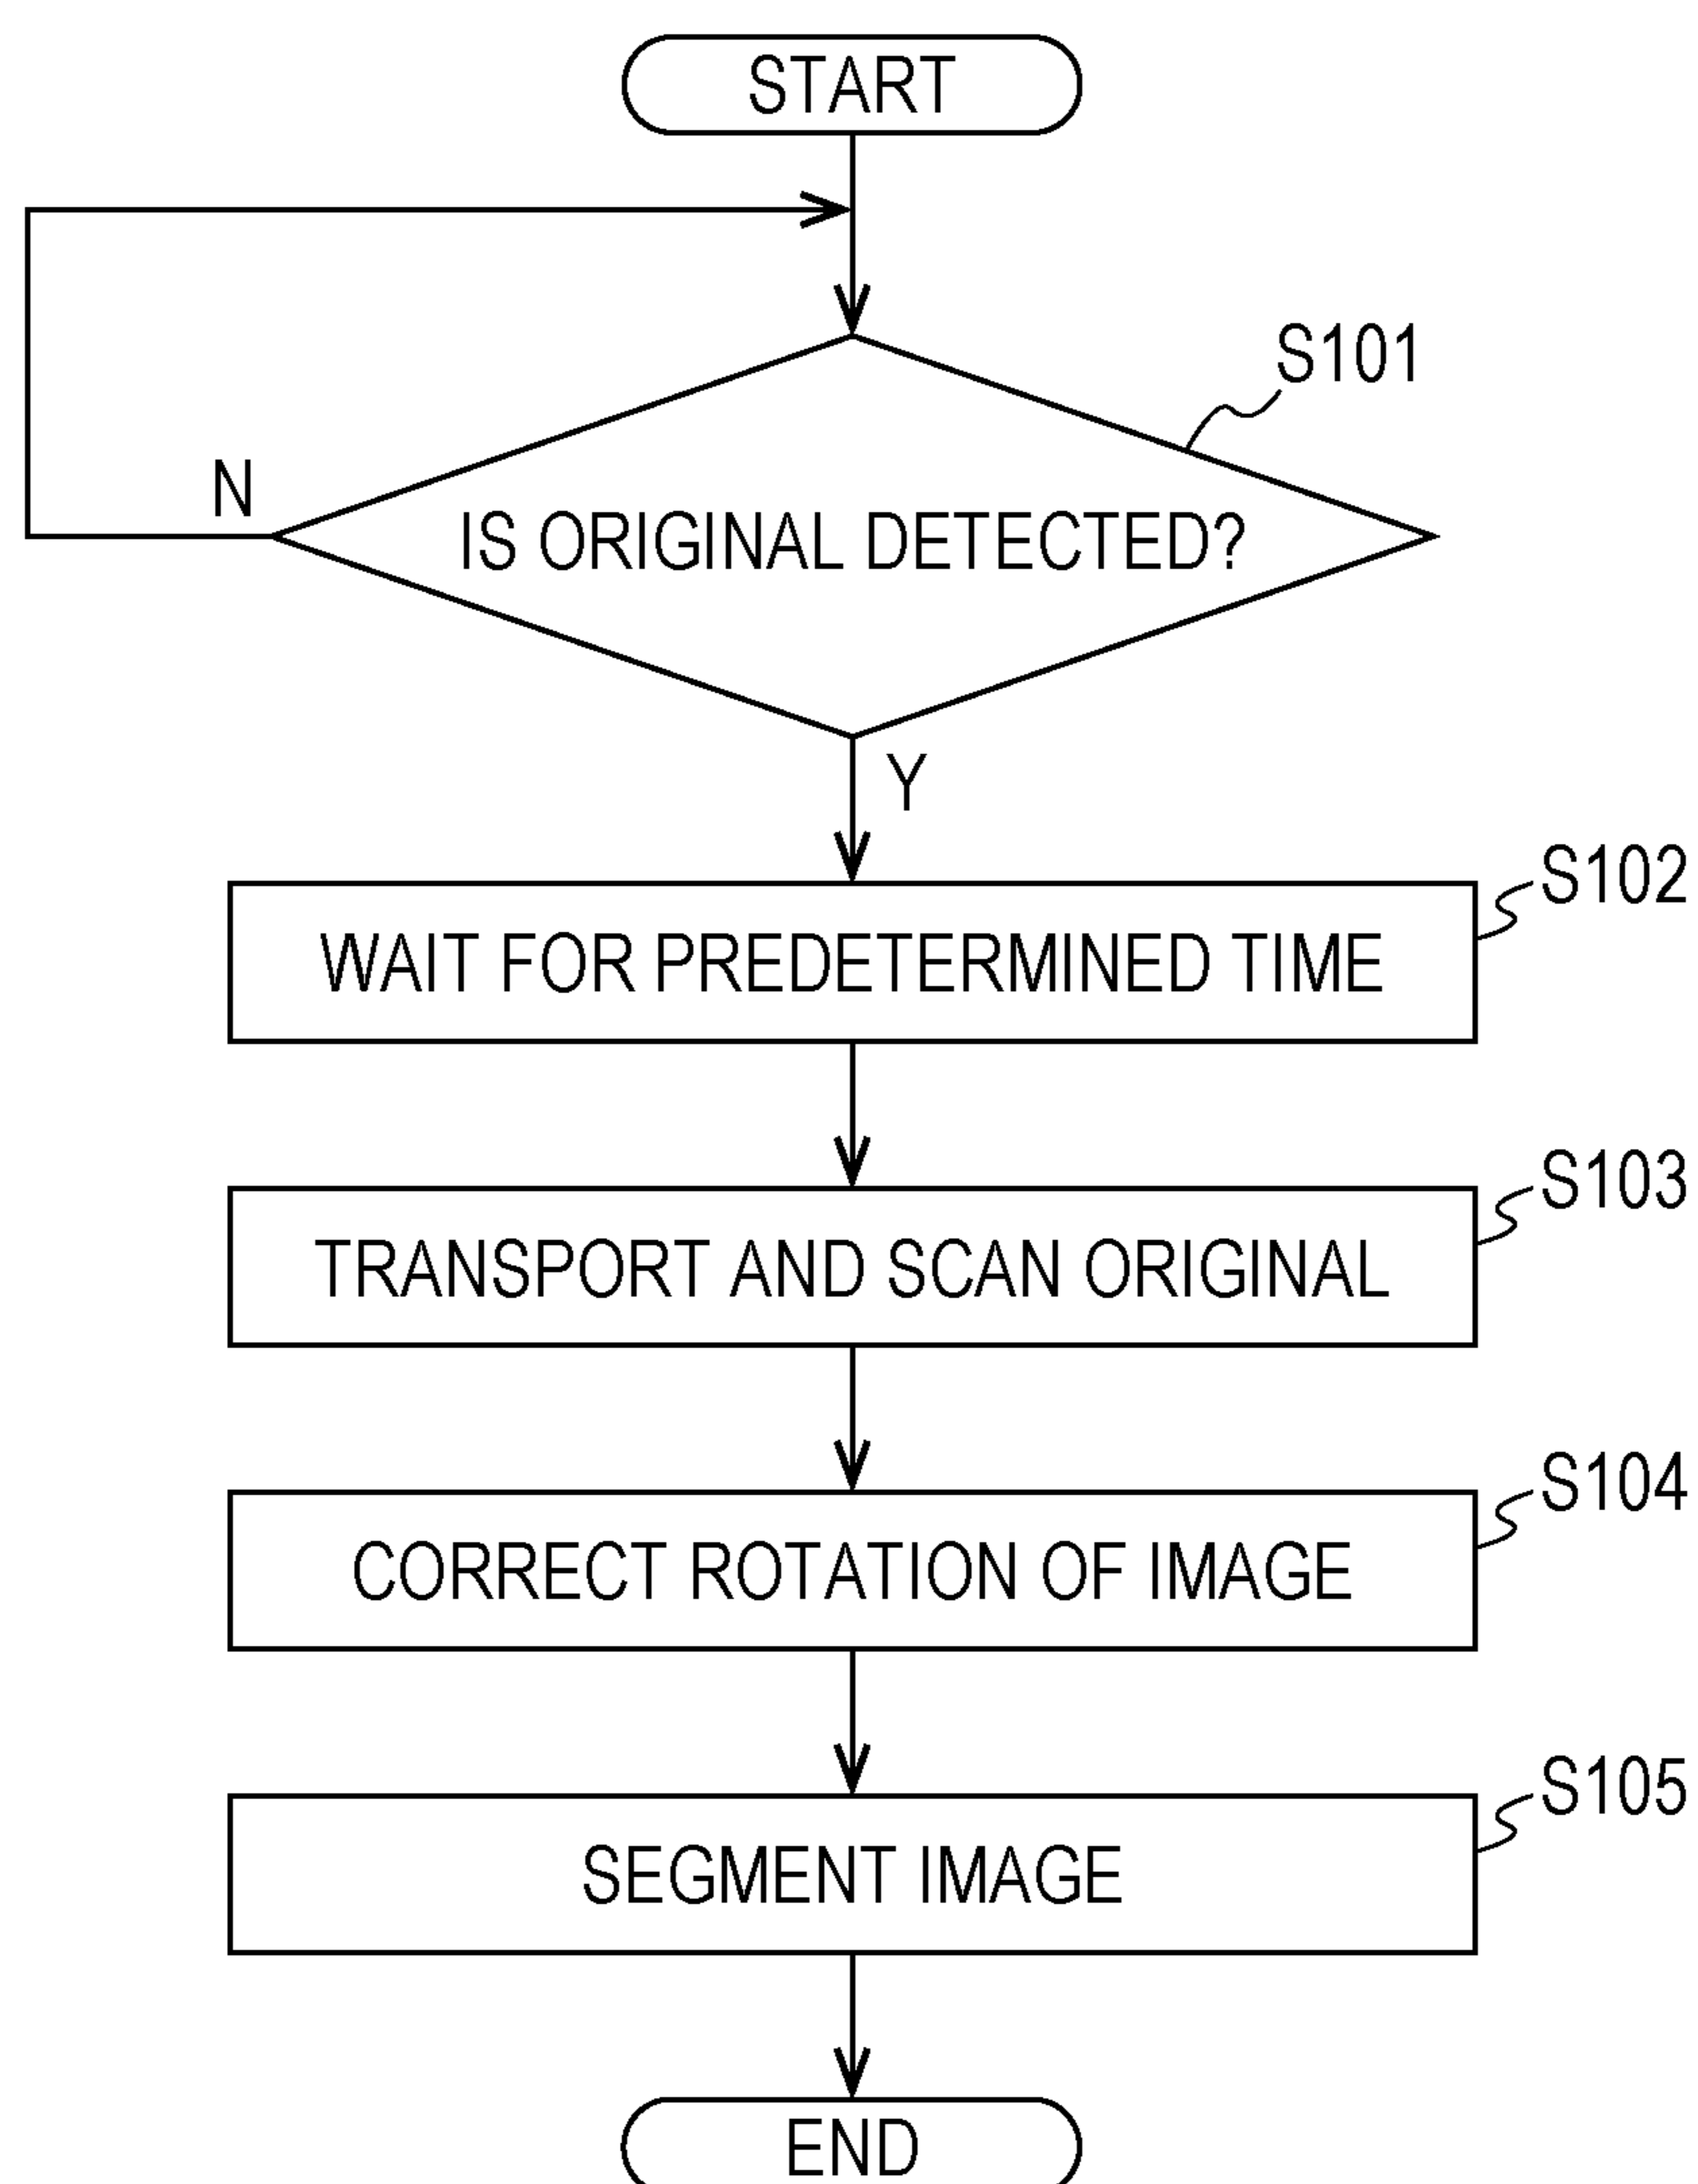 START
S101
N
IS ORIGINAL DETECTED?
Y
S102
WAIT FOR PREDETERMINED TIME
S103
TRANSPORT AND SCAN ORIGINAL
S104
CORRECT ROTATION OF IMAGE
S105
SEGMENT IMAGE
END